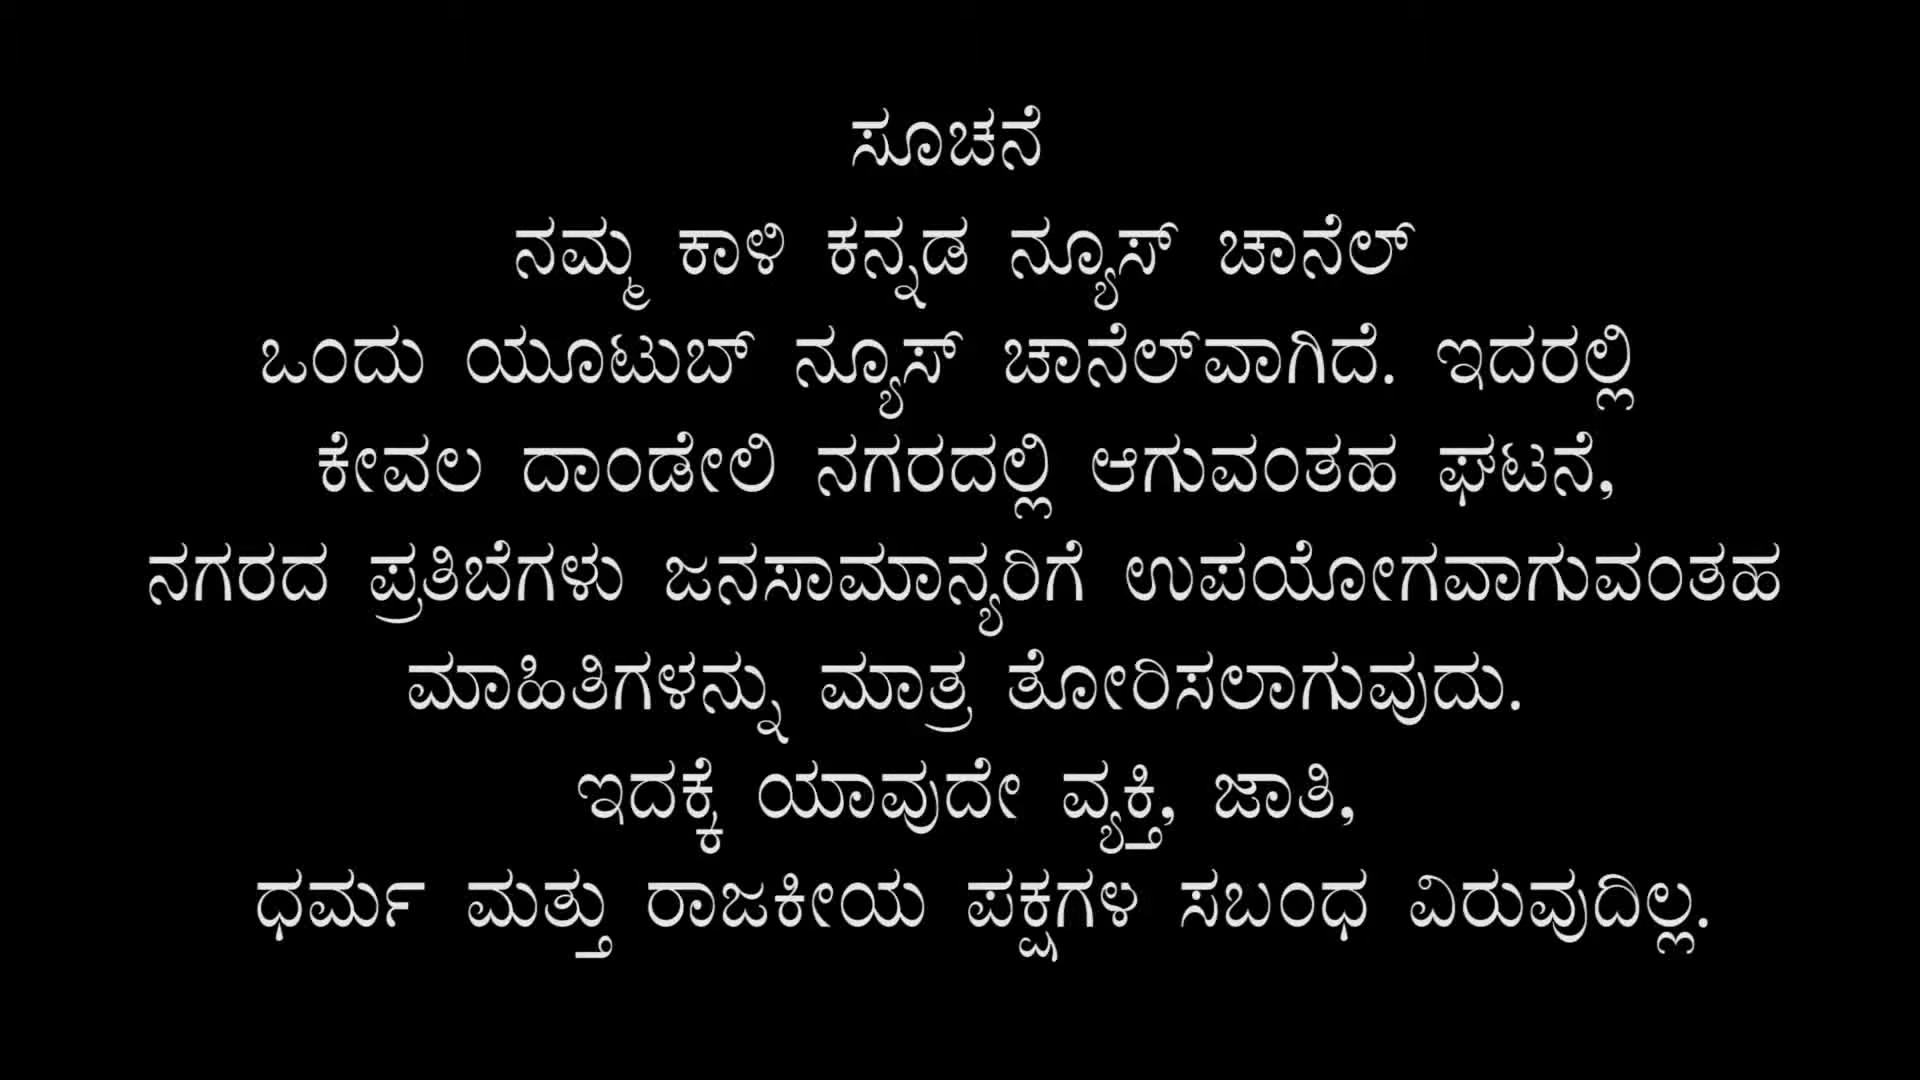 ಸೂಚನೆ
ನಮ್ಮ ಕಾಳಿ ಕನ್ನಡ ನ್ಯೂಸ್ ಚಾನೆಲ್
ಒಂದು ಯೂಟುಬ್ ನ್ಯೂಸ್ ಚಾನೆಲ್‌ವಾಗಿದೆ. ಇದರಲ್ಲಿ
ಕೇವಲ ದಾಂಡೇಲಿ ನಗರದಲ್ಲಿ ಆಗುವಂತಹ ಘಟನೆ,
ನಗರದ ಪ್ರತಿಬೆಗಳು ಜನಸಾಮಾನ್ಯರಿಗೆ ಉಪಯೋಗವಾಗುವಂತಹ
ಮಾಹಿತಿಗಳನ್ನು ಮಾತ್ರ ತೋರಿಸಲಾಗುವುದು.
ಇದಕ್ಕೆ ಯಾವುದೇ ವ್ಯಕ್ತಿ, ಜಾತಿ,
ಧರ್ಮ ಮತ್ತು ರಾಜಕೀಯ ಪಕ್ಷಗಳ ಸಬಂಧ ವಿರುವುದಿಲ್ಲ.